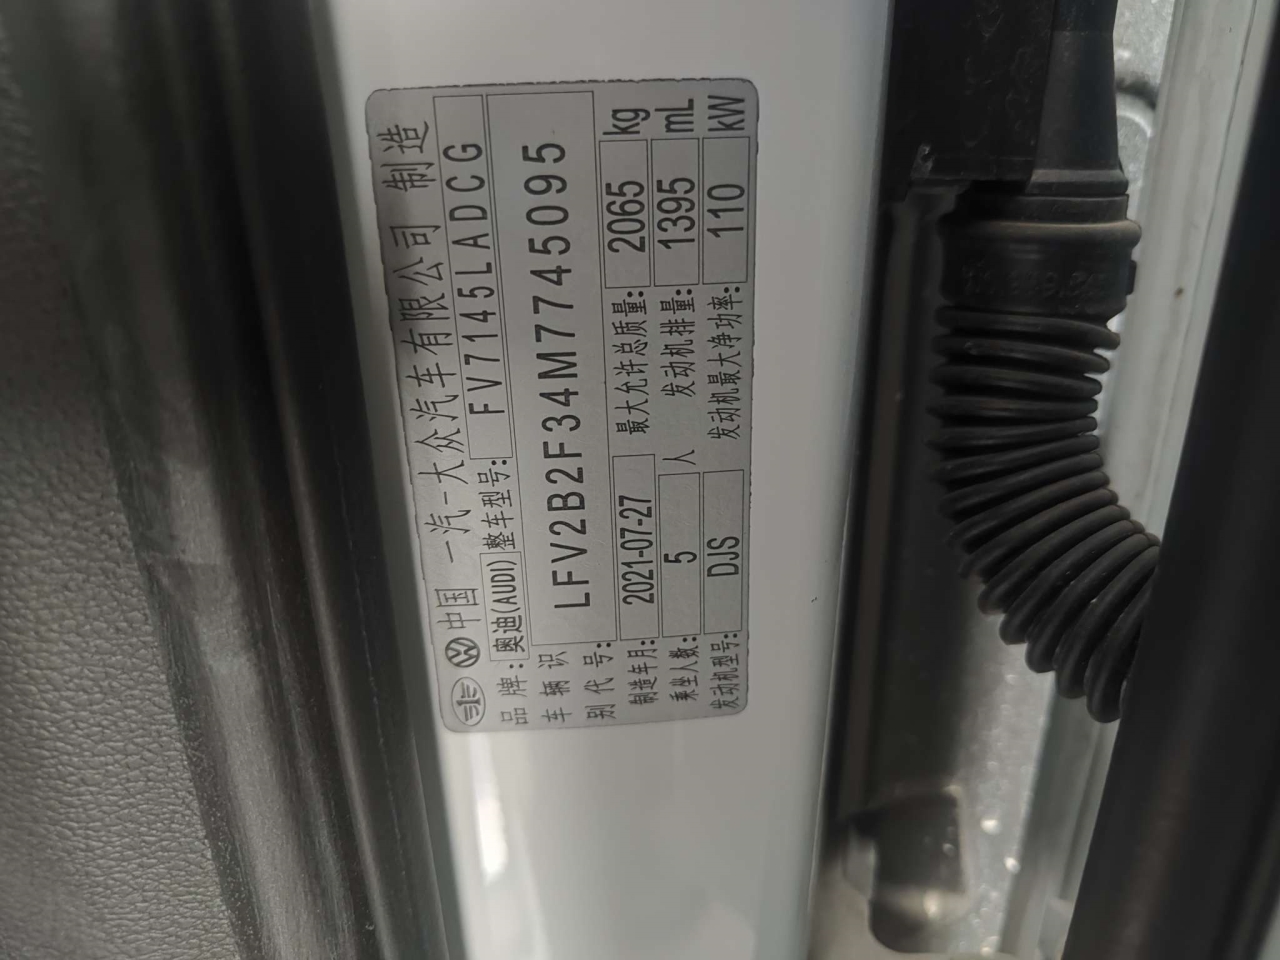 中国 一汽-大众汽车有限公司 制造
品牌: 奥迪(AUDI) 整车型号: FV7145LADCG
车辆识别代号: LFV2B2F34M7745095
制造年月: 2021-07-27 最大允许总质量: 2065 kg
乘坐人数: 5 人 发动机排量: 1395 mL
发动机型号: DJS 发动机最大净功率: 110 kW